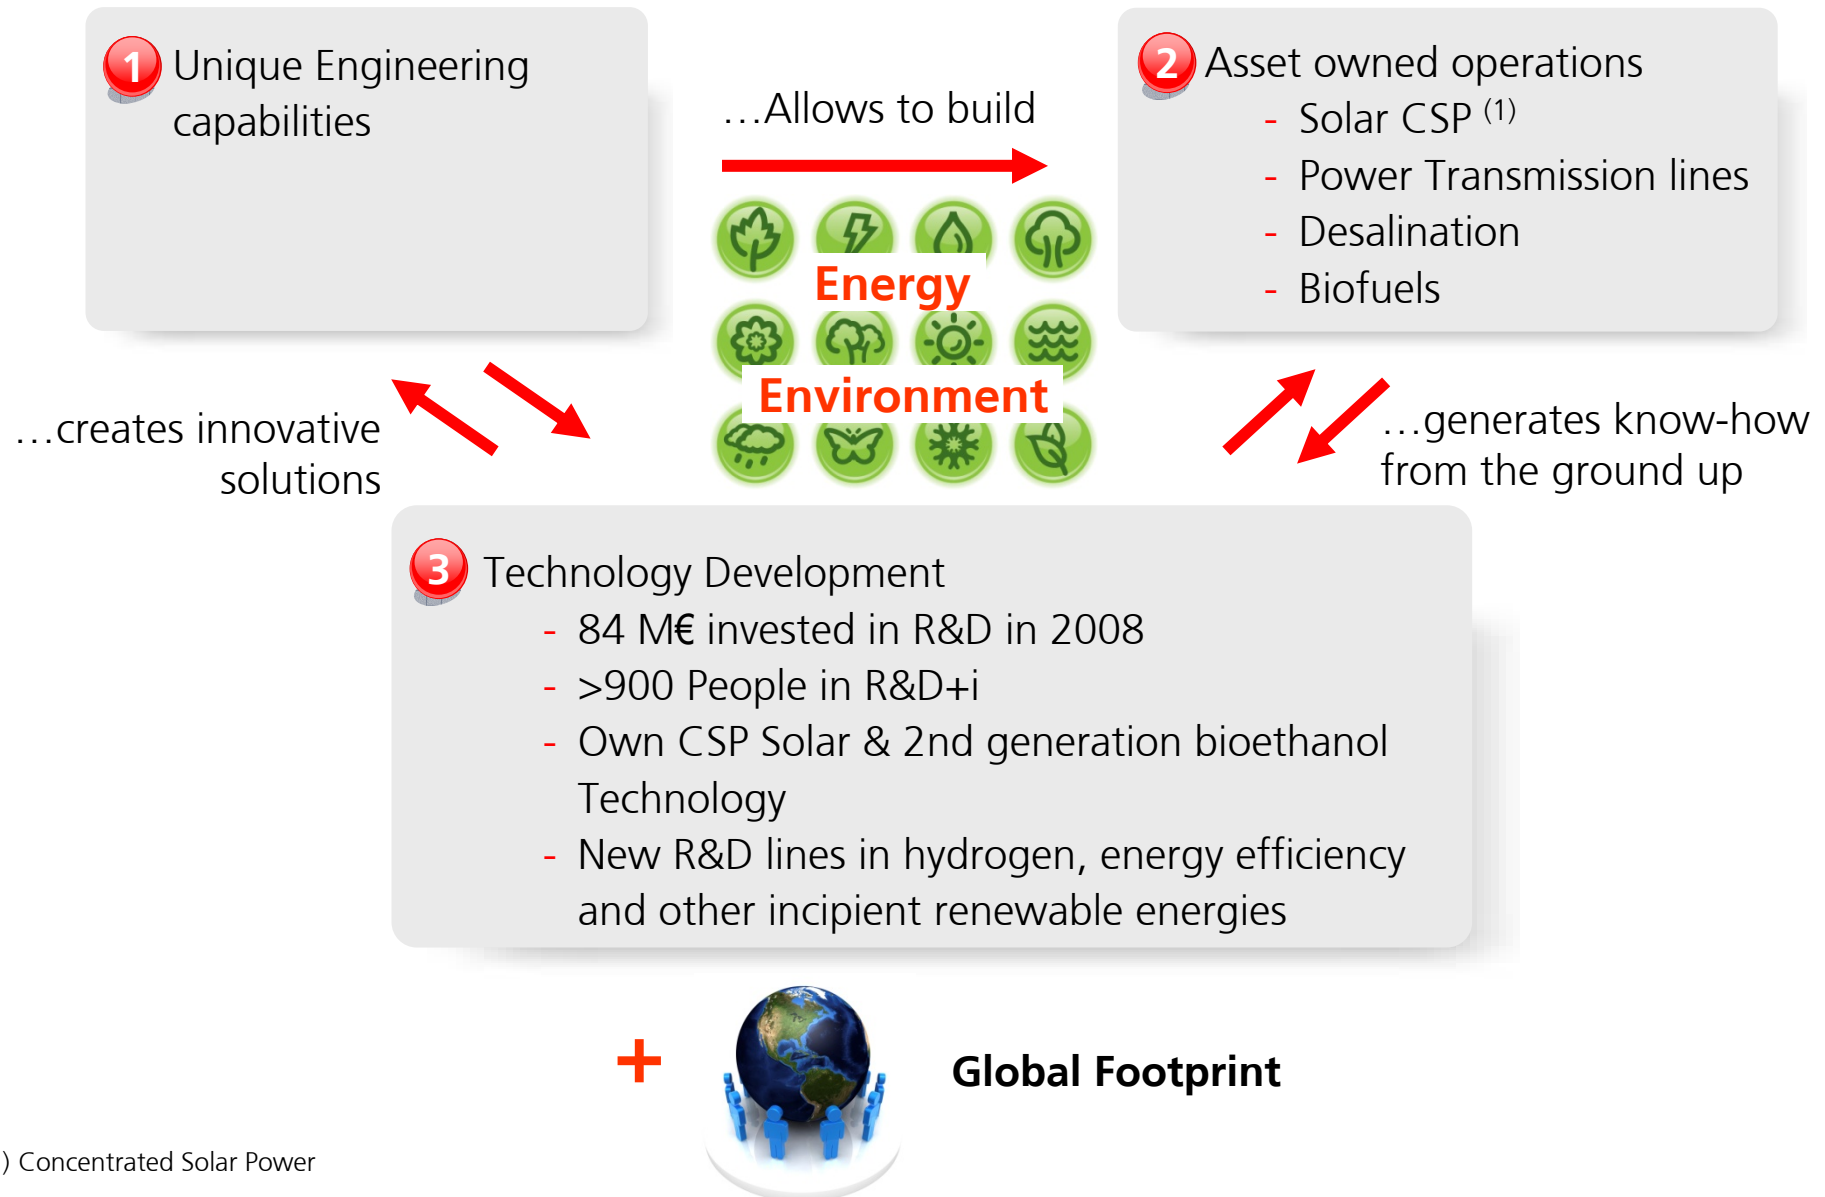 1 Unique Engineering
capabilities
…Allows to build
2 Asset owned operations
- Solar CSP (1)
- Power Transmission lines
- Desalination
- Biofuels
Energy
Environment
…creates innovative
solutions
…generates know-how
from the ground up
3 Technology Development
- 84 M€ invested in R&D in 2008
- >900 People in R&D+i
- Own CSP Solar & 2nd generation bioethanol
Technology
- New R&D lines in hydrogen, energy efficiency
and other incipient renewable energies
+ Global Footprint
) Concentrated Solar Power